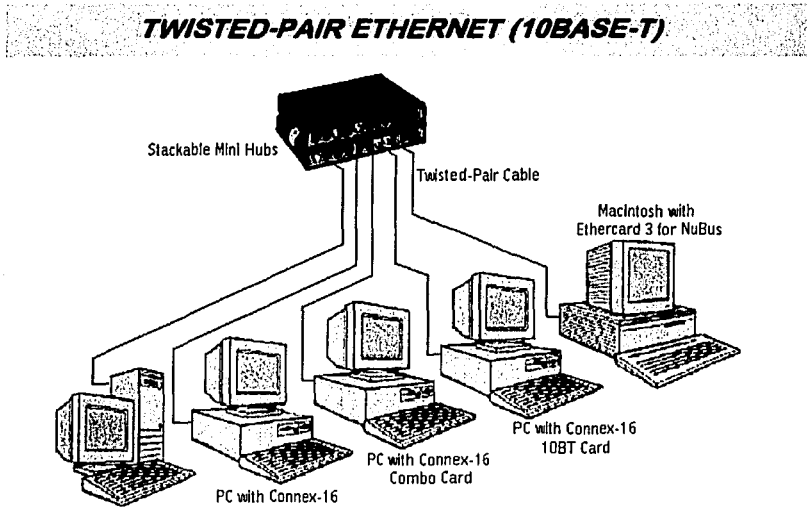 TWISTED-PAIR ETHERNET (10BASE-T)
Stackable Mini Hubs
Twisted-Pair Cable
Macintosh with
Ethercard 3 for NuBus
PC with Connex-16
10BT Card
PC with Connex-16
Combo Card
PC with Connex-16